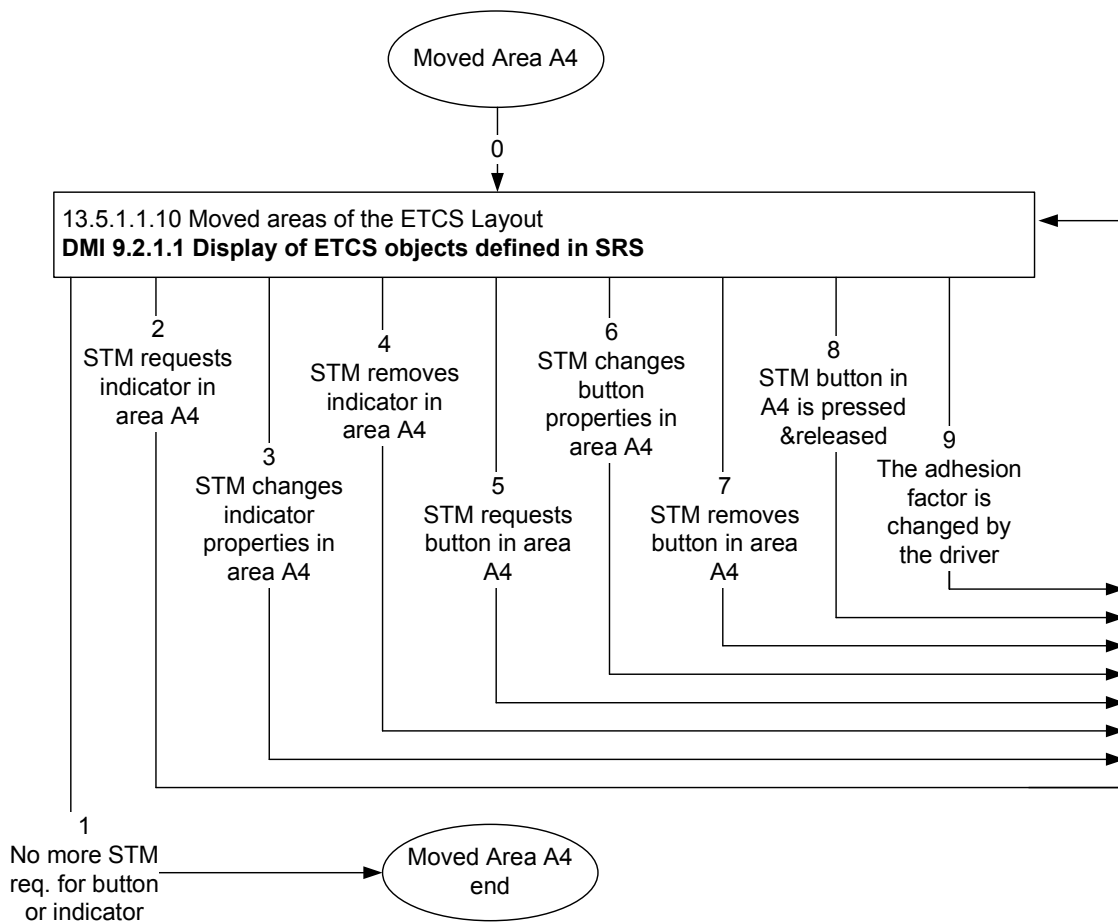 Moved Area A4
0
13.5.1.1.10 Moved areas of the ETCS Layout
DMI 9.2.1.1 Display of ETCS objects defined in SRS
2
STM requests
indicator in
area A4
3
STM changes
indicator
properties in
area A4
4
STM removes
indicator in
area A4
5
STM requests
button in area
A4
6
STM changes
button
properties in
area A4
7
STM removes
button in area
A4
8
STM button in
A4 is pressed
&released
9
The adhesion
factor is
changed by
the driver
1
No more STM
req. for button
or indicator
Moved Area A4
end